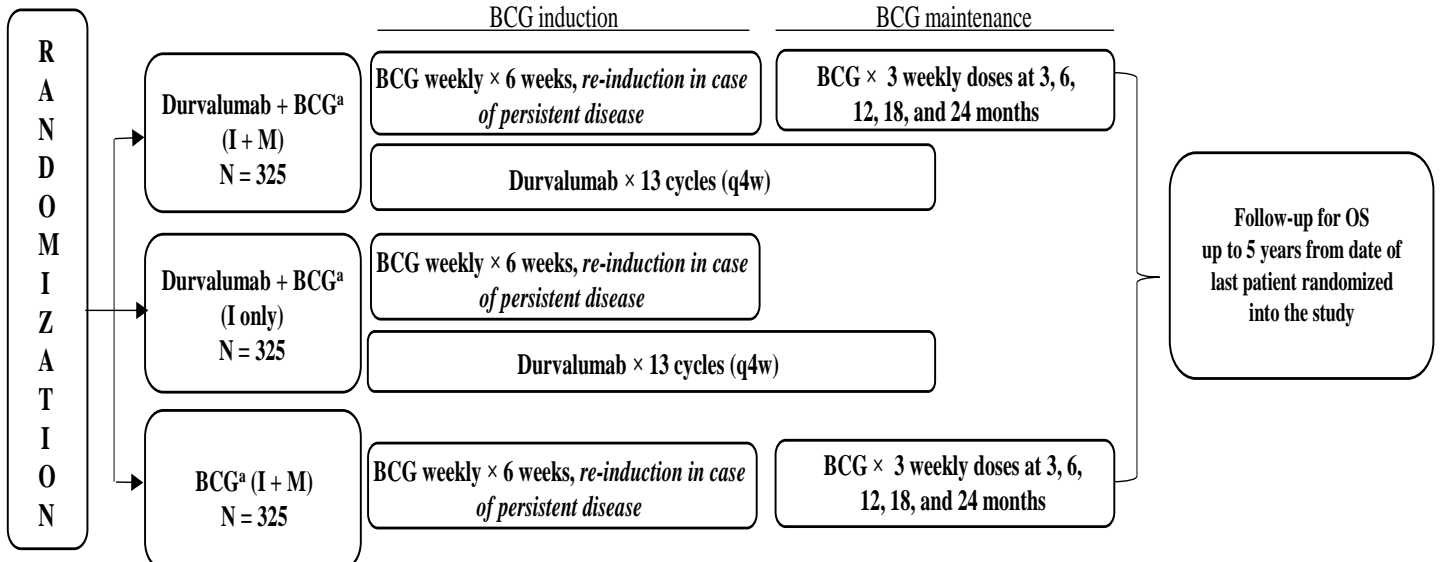 RANDOMIZATION
BCG induction
BCG maintenance
Durvalumab + BCGᵃ
(I + M)
N = 325
BCG weekly × 6 weeks, re-induction in case
of persistent disease
BCG × 3 weekly doses at 3, 6,
12, 18, and 24 months
Durvalumab × 13 cycles (q4w)
Durvalumab + BCGᵃ
(I only)
N = 325
BCG weekly × 6 weeks, re-induction in case
of persistent disease
Durvalumab × 13 cycles (q4w)
BCGᵃ (I + M)
N = 325
BCG weekly × 6 weeks, re-induction in case
of persistent disease
BCG × 3 weekly doses at 3, 6,
12, 18, and 24 months
Follow-up for OS
up to 5 years from date of
last patient randomized
into the study